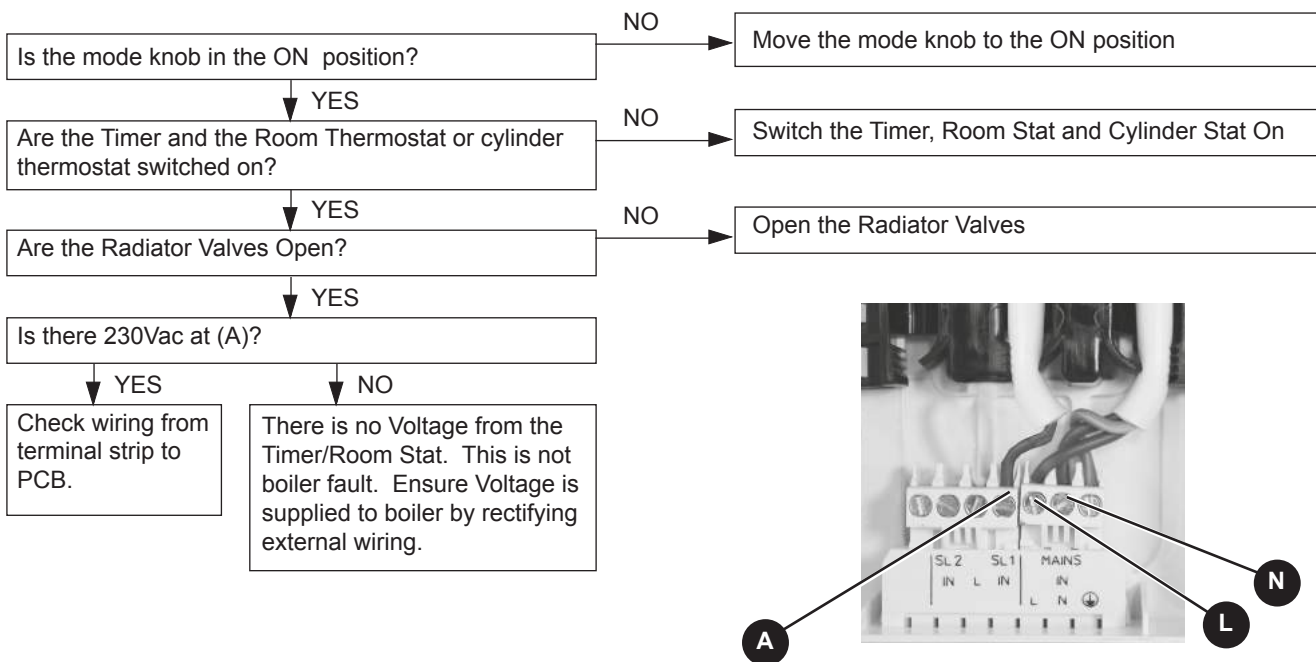 Is the mode knob in the ON position?
NO
Move the mode knob to the ON position
YES
Are the Timer and the Room Thermostat or cylinder
thermostat switched on?
NO
Switch the Timer, Room Stat and Cylinder Stat On
YES
Are the Radiator Valves Open?
NO
Open the Radiator Valves
YES
Is there 230Vac at (A)?
YES
NO
Check wiring from
terminal strip to
PCB.
There is no Voltage from the
Timer/Room Stat. This is not
boiler fault. Ensure Voltage is
supplied to boiler by rectifying
external wiring.
SL 2 SL 1 MAINS
IN L IN IN
L N
N
L
A